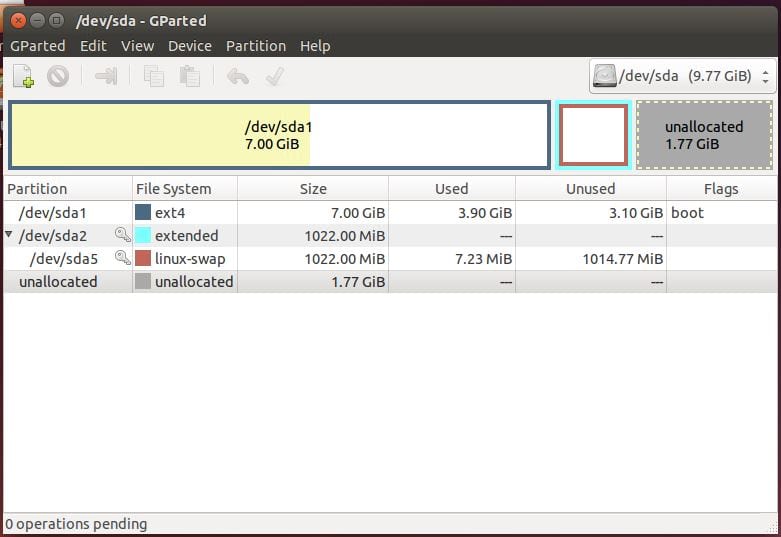 /dev/sda - GParted
GParted Edit View Device Partition Help
/dev/sda (9.77 GiB)
/dev/sda1
7.00 GiB
unallocated
1.77 GiB
Partition File System Size Used Unused Flags
/dev/sda1 ext4 7.00 GiB 3.90 GiB 3.10 GiB boot
/dev/sda2 extended 1022.00 MiB --- ---
/dev/sda5 linux-swap 1022.00 MiB 7.23 MiB 1014.77 MiB
unallocated unallocated 1.77 GiB --- ---
0 operations pending